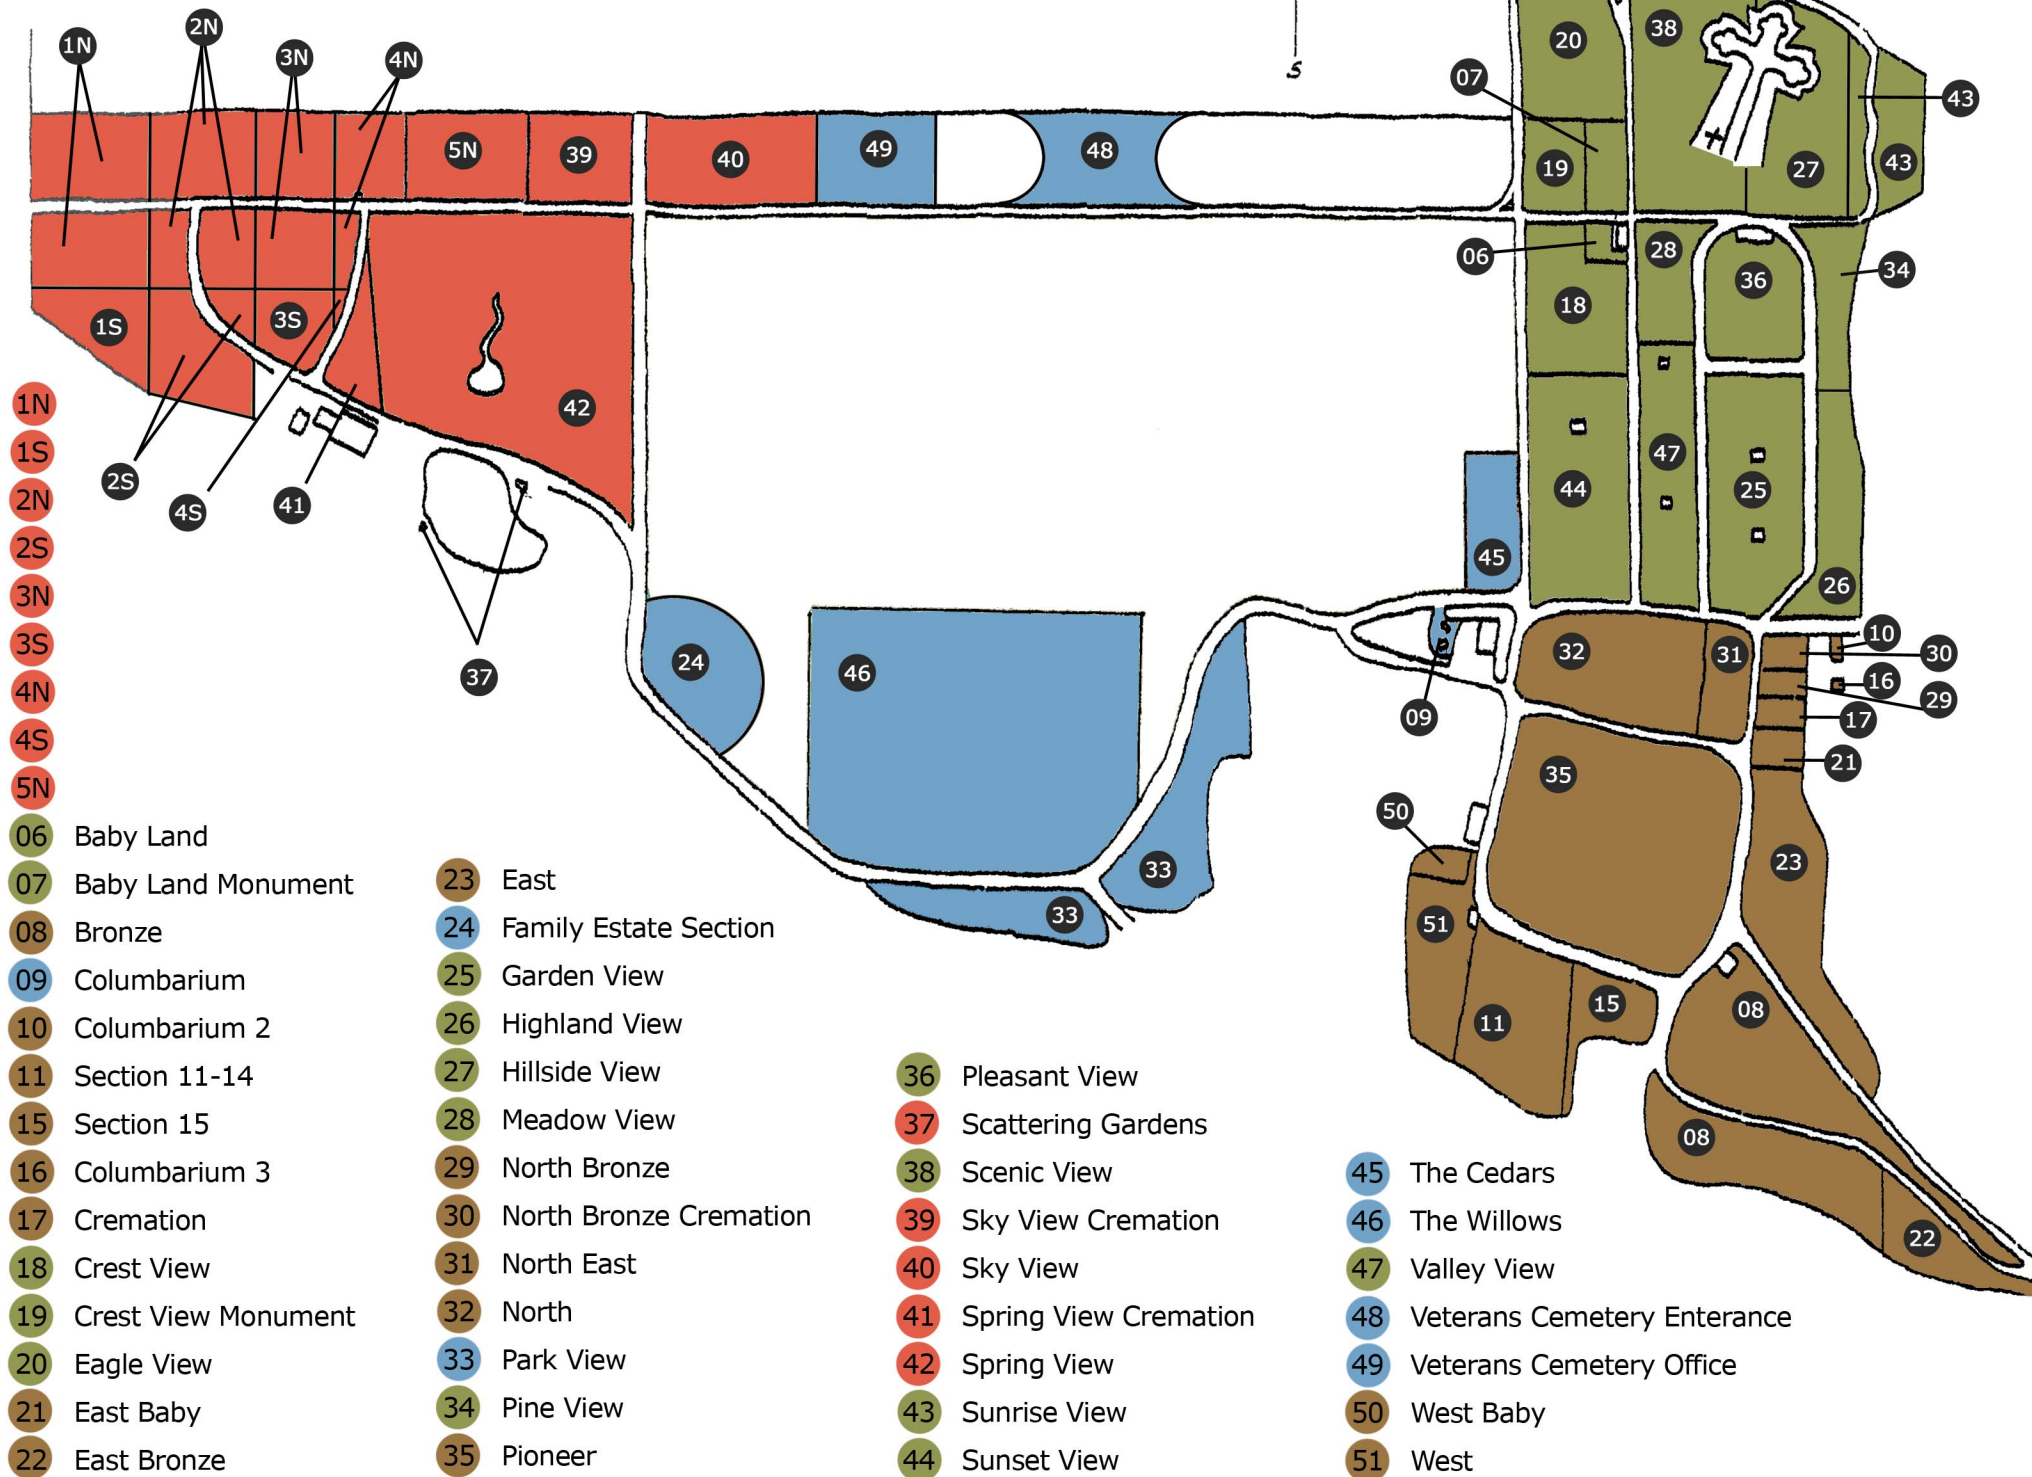 1N
2N
3N
4N
S
20
38
07
43
5N
39
40
49
48
19
27
43
06
28
36
34
18
1S
3S
42
2S
4S
41
47
44
25
45
26
24
46
37
09
32
31
10
30
16
29
17
21
35
50
23
33
33
51
11
15
08
08
22
1N
1S
2N
2S
3N
3S
4N
4S
5N
06 Baby Land
07 Baby Land Monument
08 Bronze
09 Columbarium
10 Columbarium 2
11 Section 11-14
15 Section 15
16 Columbarium 3
17 Cremation
18 Crest View
19 Crest View Monument
20 Eagle View
21 East Baby
22 East Bronze
23 East
24 Family Estate Section
25 Garden View
26 Highland View
27 Hillside View
28 Meadow View
29 North Bronze
30 North Bronze Cremation
31 North East
32 North
33 Park View
34 Pine View
35 Pioneer
36 Pleasant View
37 Scattering Gardens
38 Scenic View
39 Sky View Cremation
40 Sky View
41 Spring View Cremation
42 Spring View
43 Sunrise View
44 Sunset View
45 The Cedars
46 The Willows
47 Valley View
48 Veterans Cemetery Enterance
49 Veterans Cemetery Office
50 West Baby
51 West